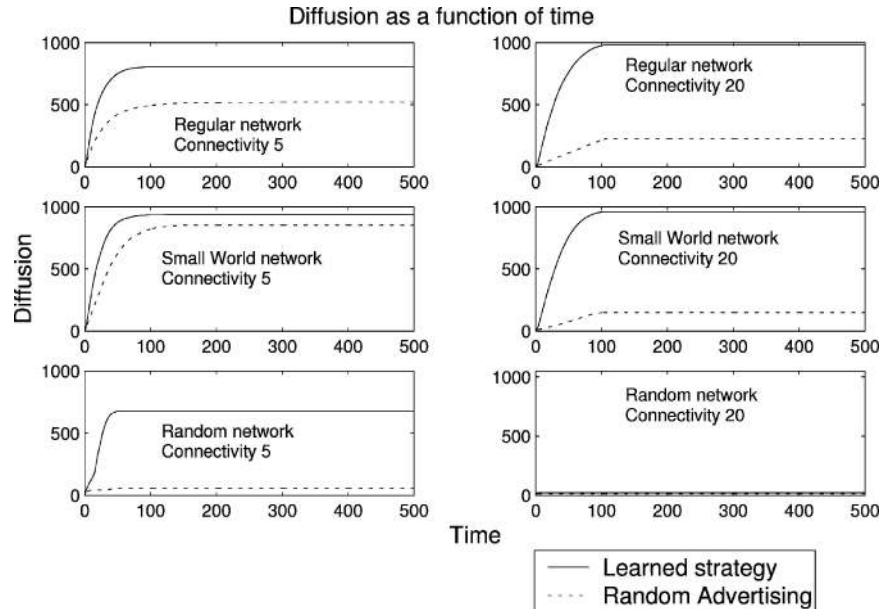 Diffusion as a function of time
1000
500
0
0 100 200 300 400 500
Regular network
Connectivity 5
1000
500
0
0 100 200 300 400 500
Regular network
Connectivity 20
1000
500
0
0 100 200 300 400 500
Small World network
Connectivity 5
1000
500
0
0 100 200 300 400 500
Small World network
Connectivity 20
Diffusion
1000
500
0
0 100 200 300 400 500
Random network
Connectivity 5
1000
500
0
0 100 200 300 400 500
Random network
Connectivity 20
Time
Learned strategy
Random Advertising